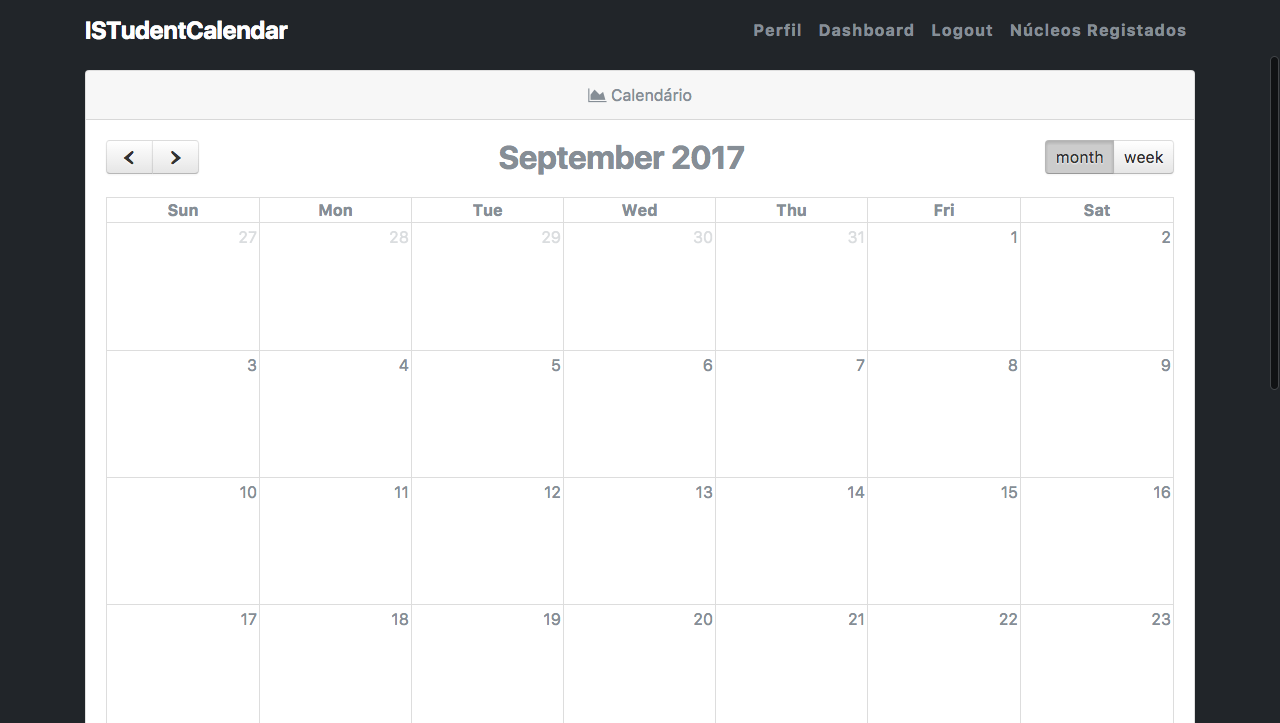 ISTudentCalendar Perfil Dashboard Logout Núcleos Registados
Calendário
September 2017 month week
Sun Mon Tue Wed Thu Fri Sat
27 28 29 30 31 1 2
3 4 5 6 7 8 9
10 11 12 13 14 15 16
17 18 19 20 21 22 23